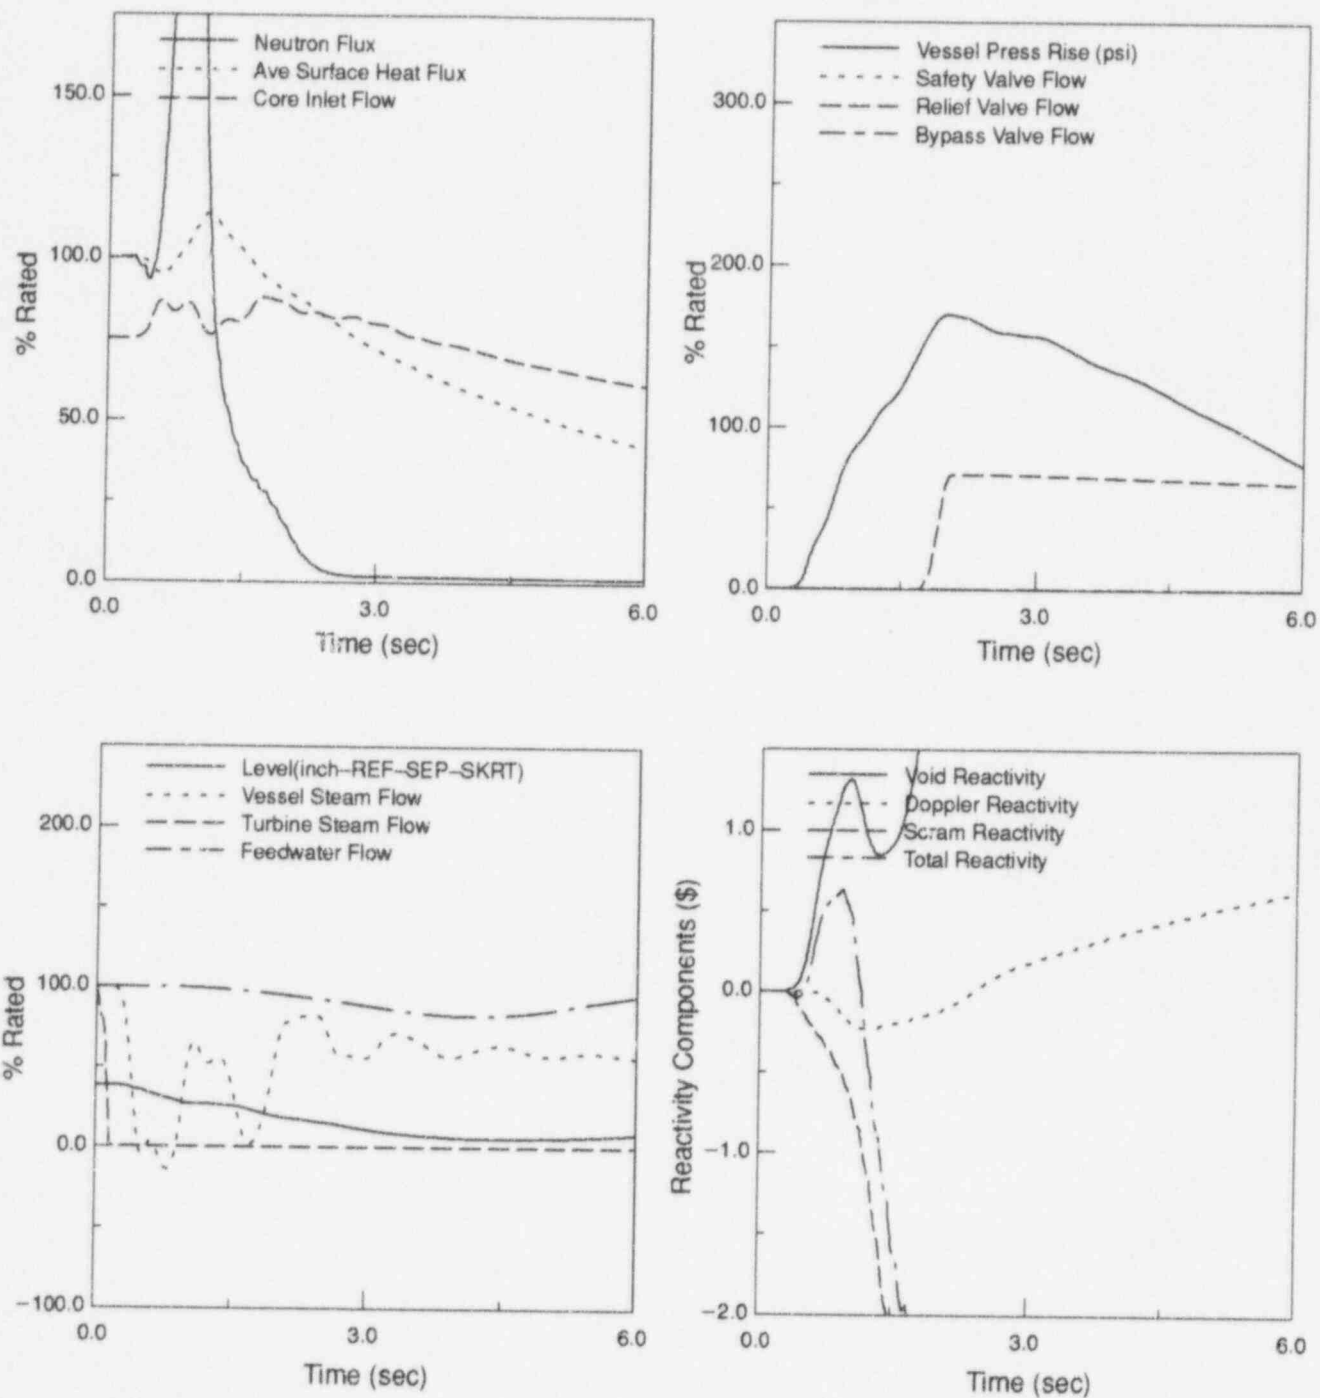 Neutron Flux
Ave Surface Heat Flux
Core Inlet Flow
150.0
100.0
50.0
0.0
% Rated
0.0
3.0
6.0
Time (sec)
Vessel Press Rise (psi)
Safety Valve Flow
Relief Valve Flow
Bypass Valve Flow
300.0
200.0
100.0
0.0
% Rated
0.0
3.0
6.0
Time (sec)
Level(inch-REF-SEP-SKRT)
Vessel Steam Flow
Turbine Steam Flow
Feedwater Flow
200.0
100.0
0.0
-100.0
% Rated
0.0
3.0
6.0
Time (sec)
Void Reactivity
Doppler Reactivity
Scram Reactivity
Total Reactivity
1.0
0.0
-1.0
-2.0
Reactivity Components ($)
0.0
3.0
6.0
Time (sec)